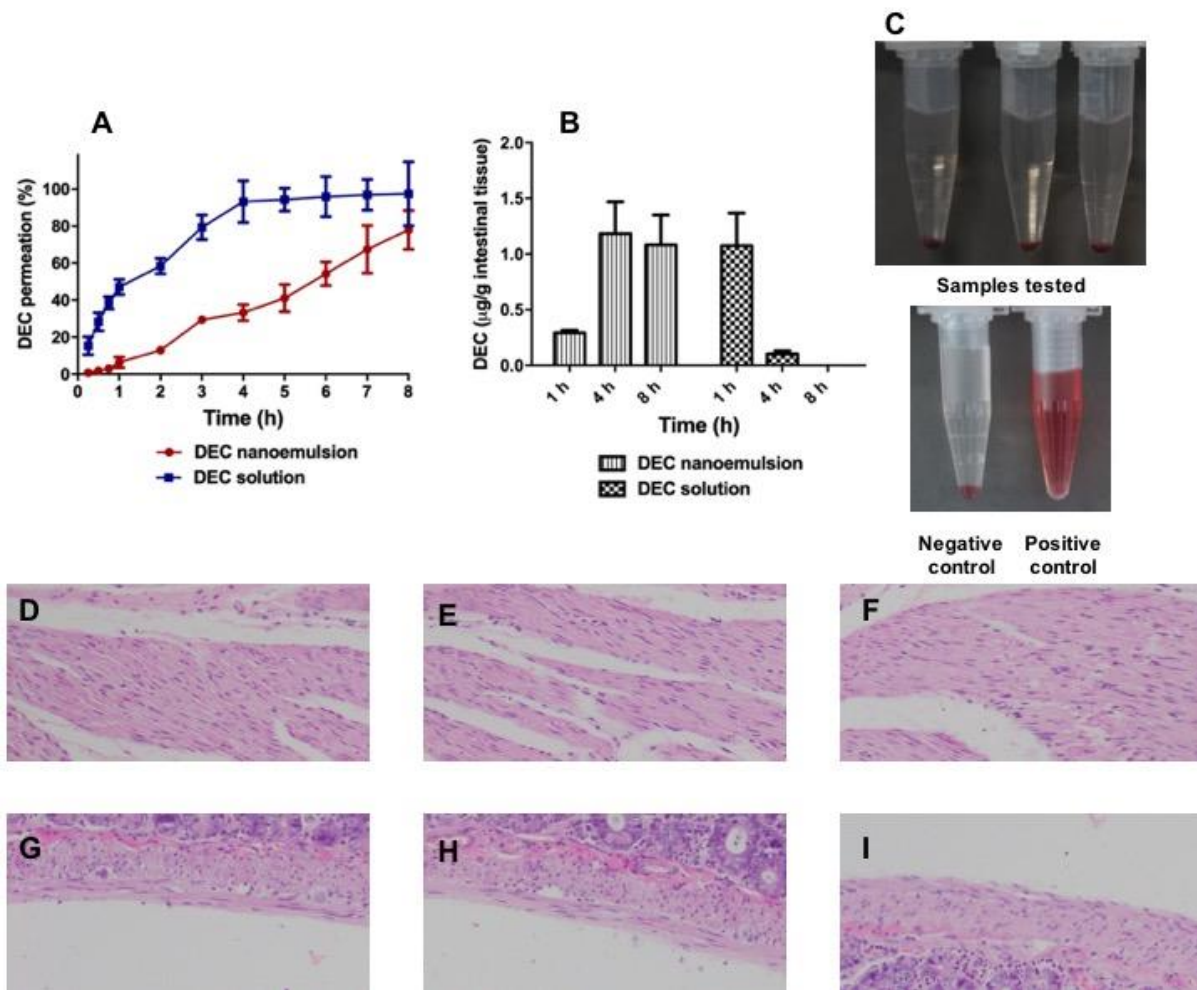 A
DEC permeation (%)
100
80
60
40
20
0
0 1 2 3 4 5 6 7 8
Time (h)
DEC nanoemulsion
DEC solution
B
DEC (µg/g intestinal tissue)
2.0
1.5
1.0
0.5
0.0
1 h 4 h 8 h 1 h 4 h 8 h
Time (h)
DEC nanoemulsion
DEC solution
C
Samples tested
Negative control
Positive control
D
E
F
G
H
I